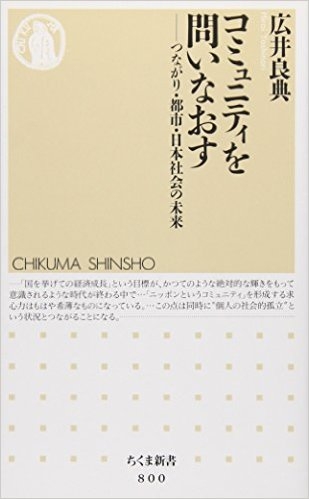 広井良典
Hiroi Yoshinori
コミュニティを
問いなおす
──つながり・都市・日本社会の未来
CHIKUMA SHINSHO
…「国を挙げての経済成長」という目標が、かつてのような絶対的な輝きをもって
意識されるような時代が終わる中で…「ニッポンというコミュニティ」を形成する求
心力はもはや希薄なものになっている。…この点は同時に“個人の社会的孤立”と
いう状況とつながることになる。
ちくま新書
800